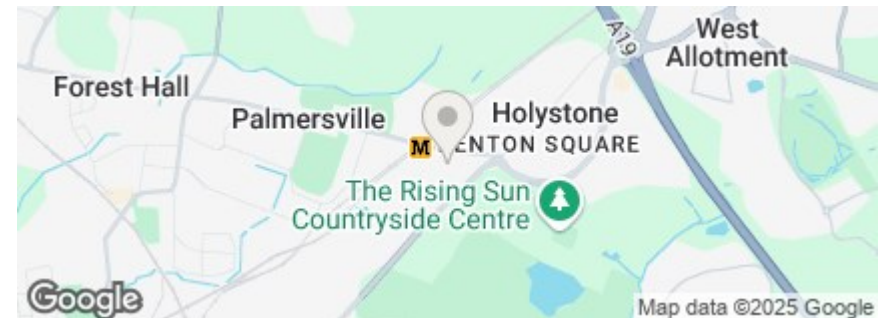 A19
West
Allotment
Forest Hall
Palmersville
Holystone
M
ENTON SQUARE
The Rising Sun
Countryside Centre
Google
Map data ©2025 Google